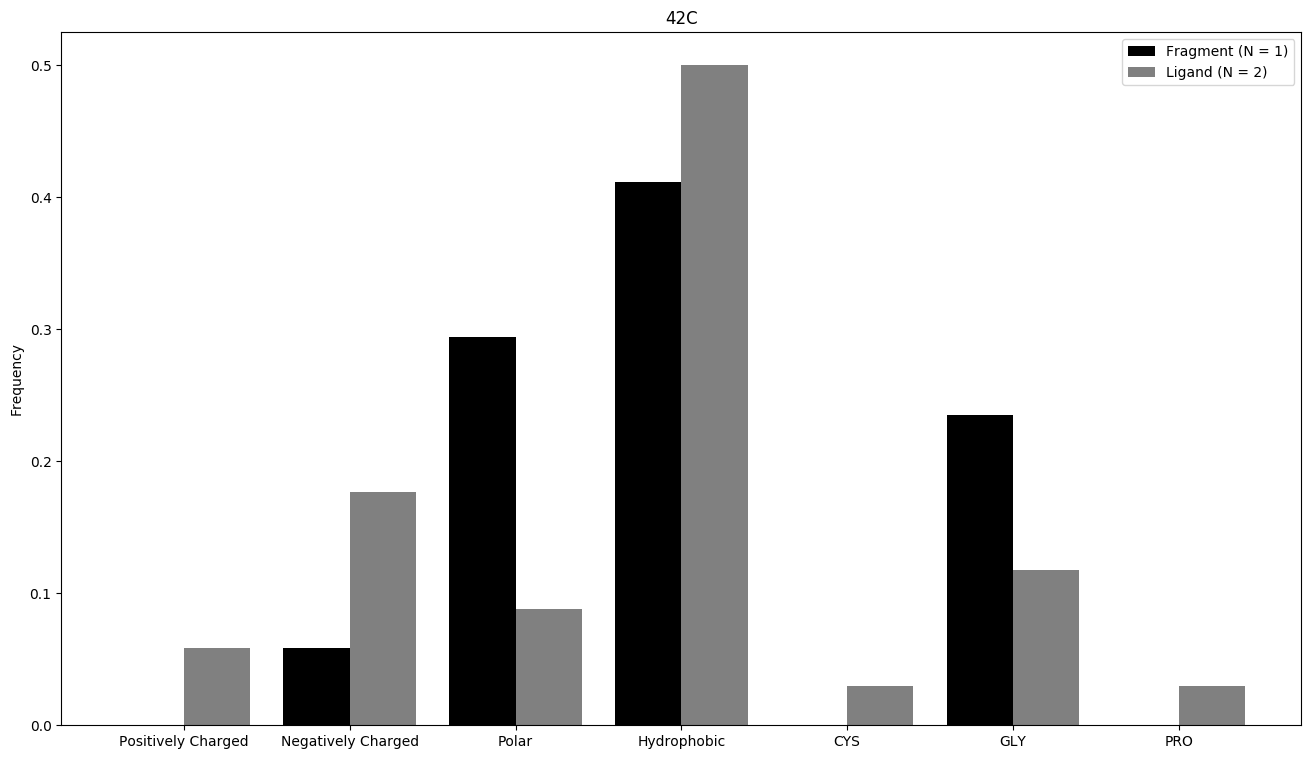 42C
Fragment (N = 1)
Ligand (N = 2)
Frequency
0.5
0.4
0.3
0.2
0.1
0.0
Positively Charged Negatively Charged Polar Hydrophobic CYS GLY PRO